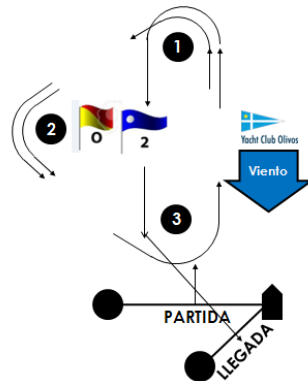 1
2
O
2
Yacht Club Olivos
Viento
3
PARTIDA
LLEGADA